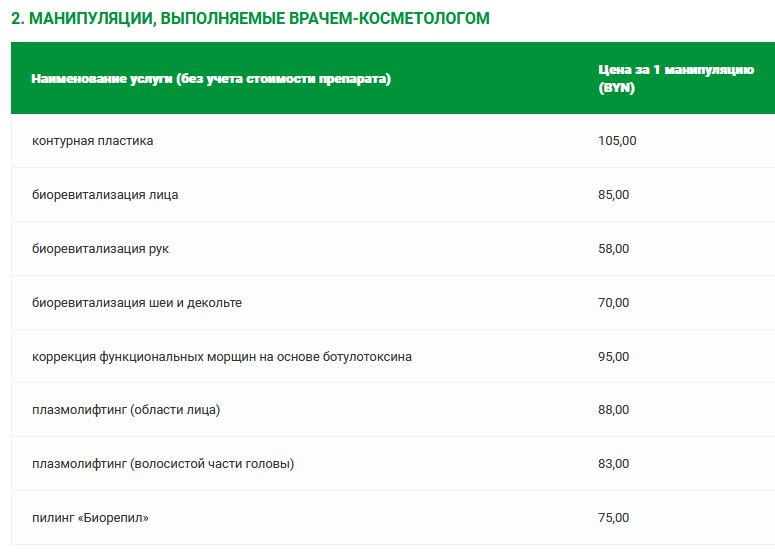 2. МАНИПУЛЯЦИИ, ВЫПОЛНЯЕМЫЕ ВРАЧЕМ-КОСМЕТОЛОГОМ
Наименование услуги (без учета стоимости препарата)
Цена за 1 манипуляцию
(BYN)
контурная пластика 105,00
биоревитализация лица 85,00
биоревитализация рук 58,00
биоревитализация шеи и декольте 70,00
коррекция функциональных морщин на основе ботулотоксина 95,00
плазмолифтинг (области лица) 88,00
плазмолифтинг (волосистой части головы) 83,00
пилинг «Биорепил» 75,00